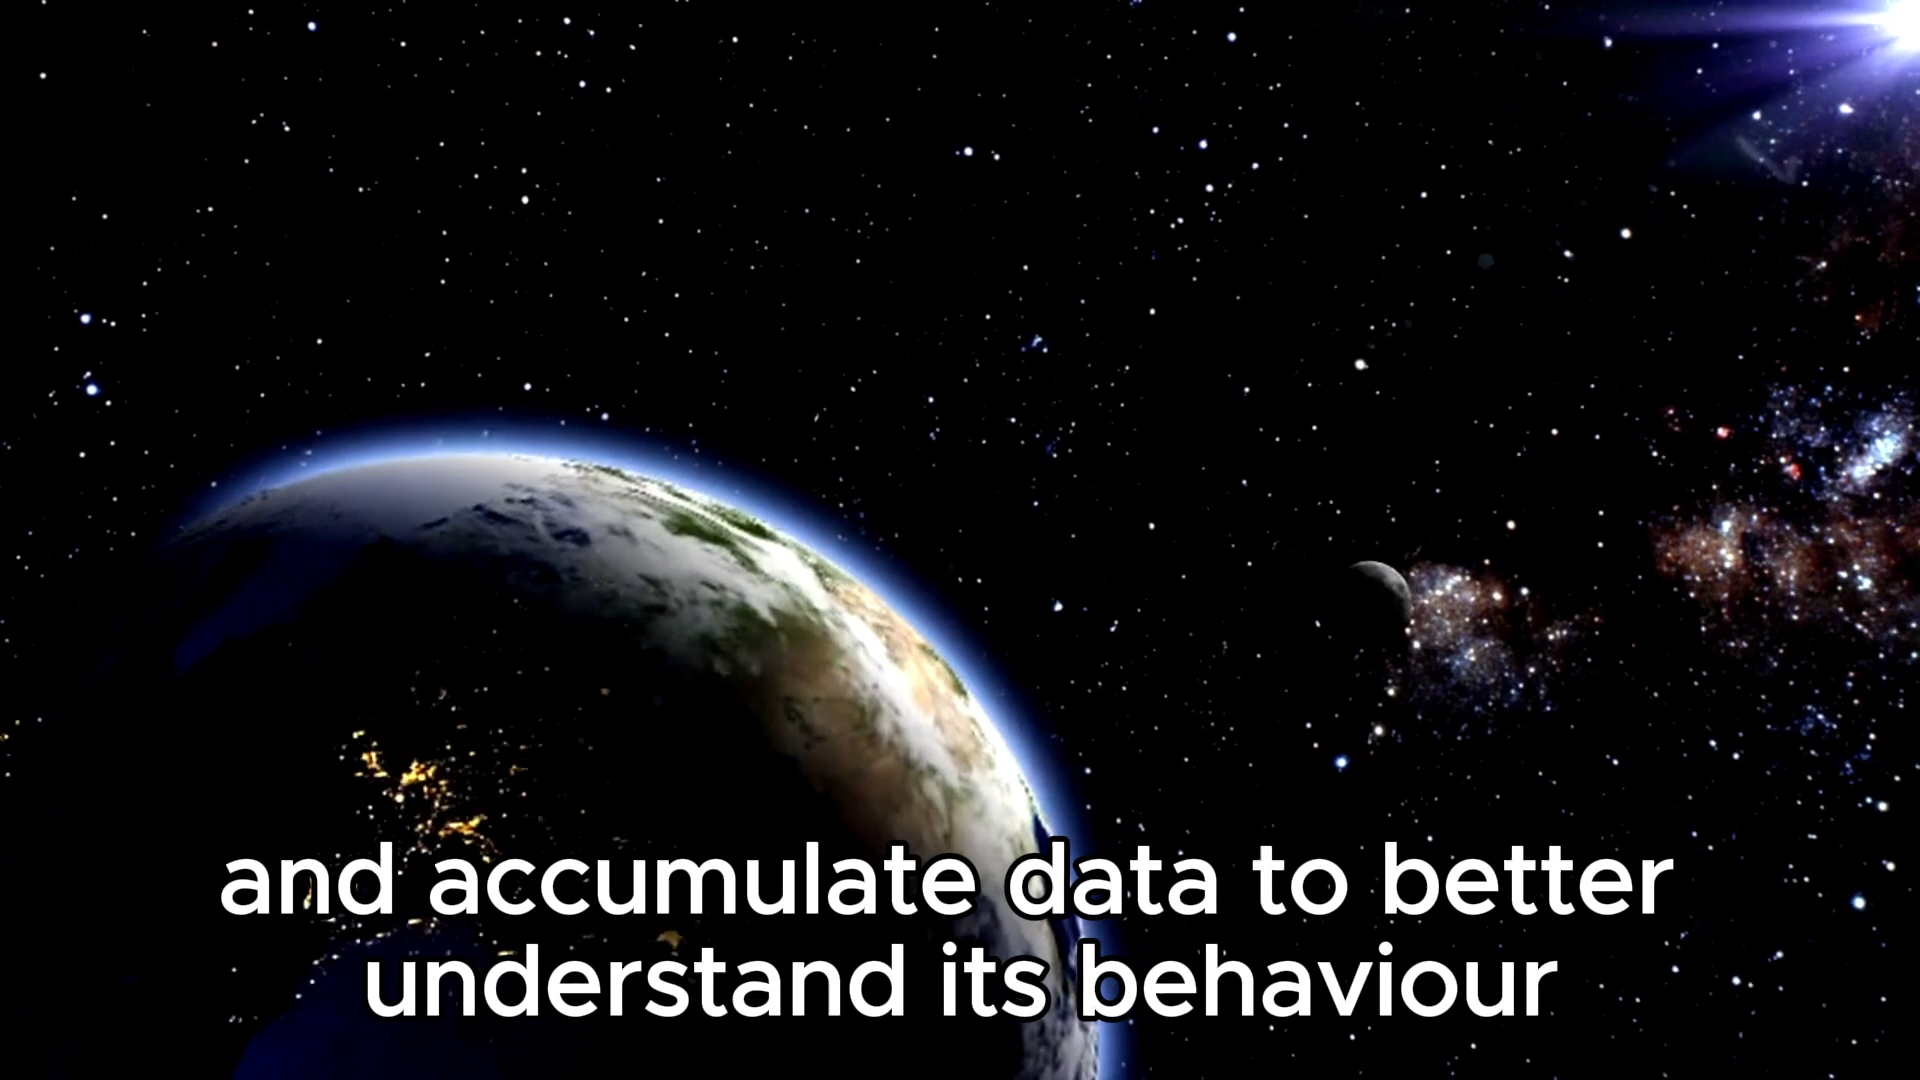 and accumulate data to better
understand its behaviour